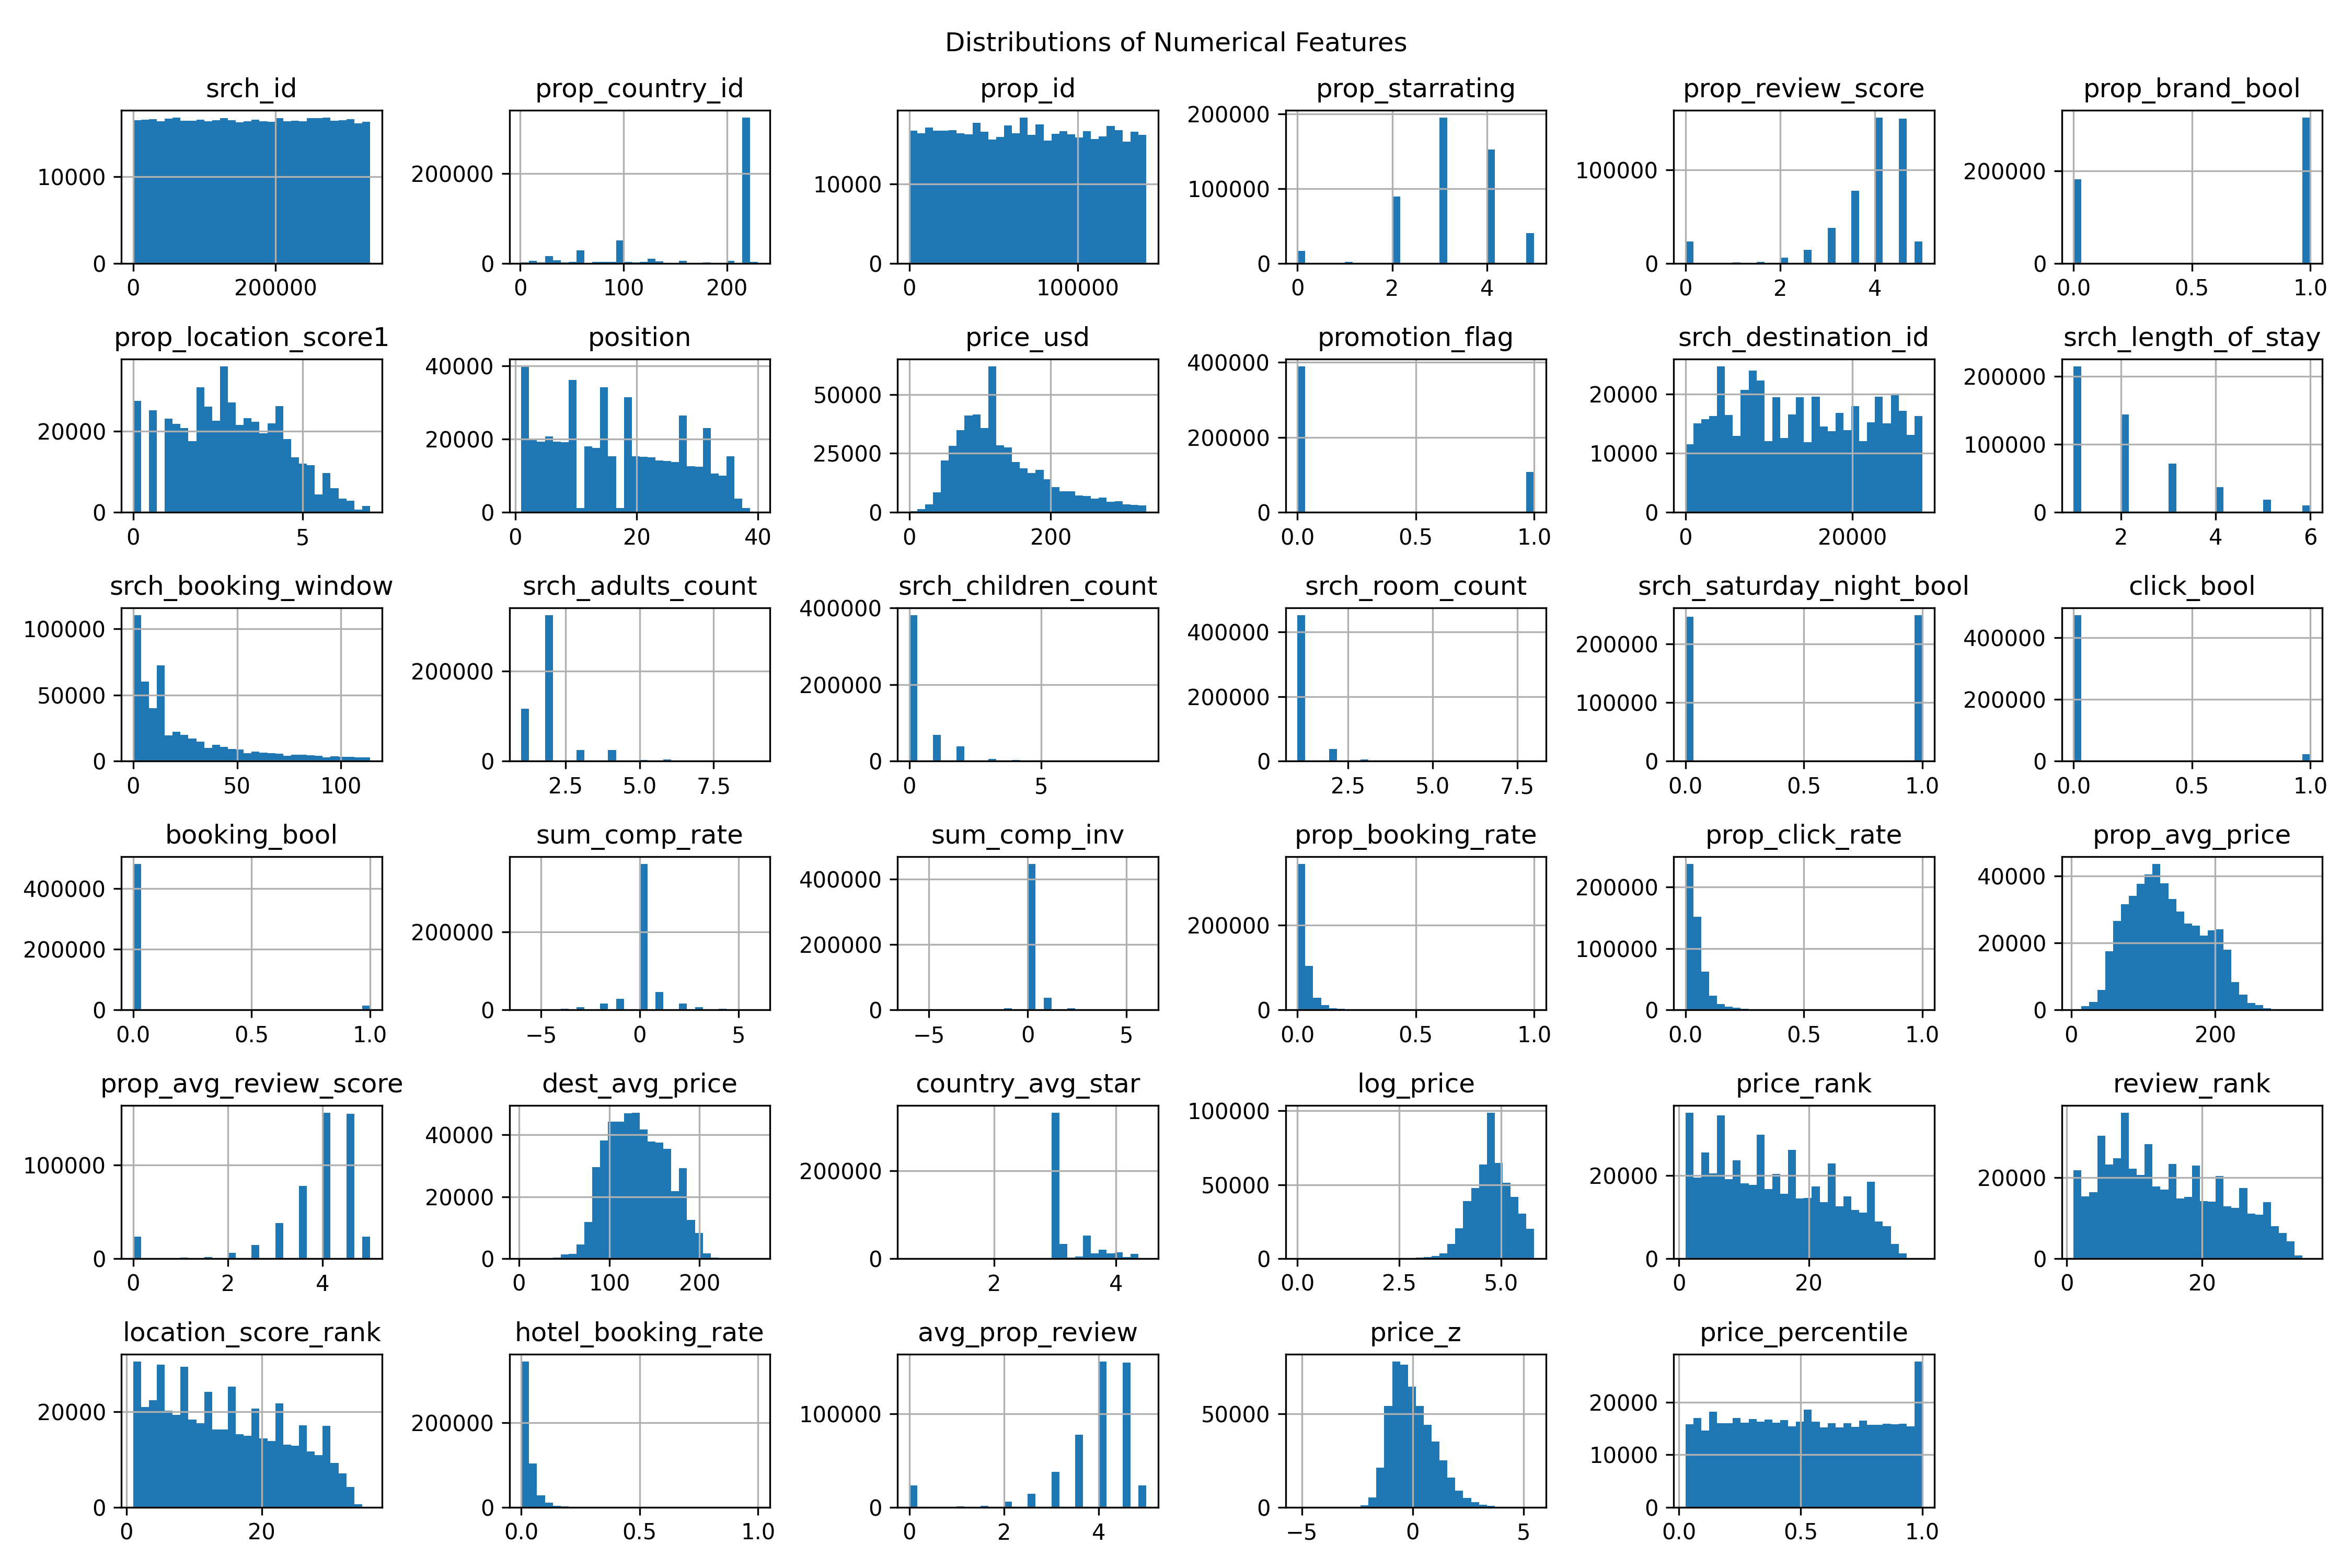 Distributions of Numerical Features
srch_id prop_country_id prop_id prop_starrating prop_review_score prop_brand_bool
10000 0 0 200000
200000 0 0 100 200
10000 0 0 100000
200000 100000 0 0 2 4
100000 0 0 2 4
200000 0 0.0 0.5 1.0
prop_location_score1 position price_usd promotion_flag srch_destination_id srch_length_of_stay
20000 0 0 5
40000 20000 0 0 20 40
50000 25000 0 0 200
400000 200000 0 0.0 0.5 1.0
20000 10000 0 0 20000
200000 100000 0 2 4 6
srch_booking_window srch_adults_count srch_children_count srch_room_count srch_saturday_night_bool click_bool
100000 50000 0 0 50 100
200000 0 2.5 5.0 7.5
400000 200000 0 0 5
400000 200000 0 2.5 5.0 7.5
200000 100000 0 0.0 0.5 1.0
400000 200000 0 0.0 0.5 1.0
booking_bool sum_comp_rate sum_comp_inv prop_booking_rate prop_click_rate prop_avg_price
400000 200000 0 0.0 0.5 1.0
200000 0 −5 0 5
400000 200000 0 −5 0 5
200000 0 0.0 0.5 1.0
200000 100000 0 0.0 0.5 1.0
40000 20000 0 0 200
prop_avg_review_score dest_avg_price country_avg_star log_price price_rank review_rank
100000 0 0 2 4
40000 20000 0 0 100 200
200000 0 2 4
100000 50000 0 0.0 2.5 5.0
20000 0 0 20
20000 0 0 20
location_score_rank hotel_booking_rate avg_prop_review price_z price_percentile
20000 0 0 20
200000 0 0.0 0.5 1.0
100000 0 0 2 4
50000 0 −5 0 5
20000 10000 0 0.0 0.5 1.0